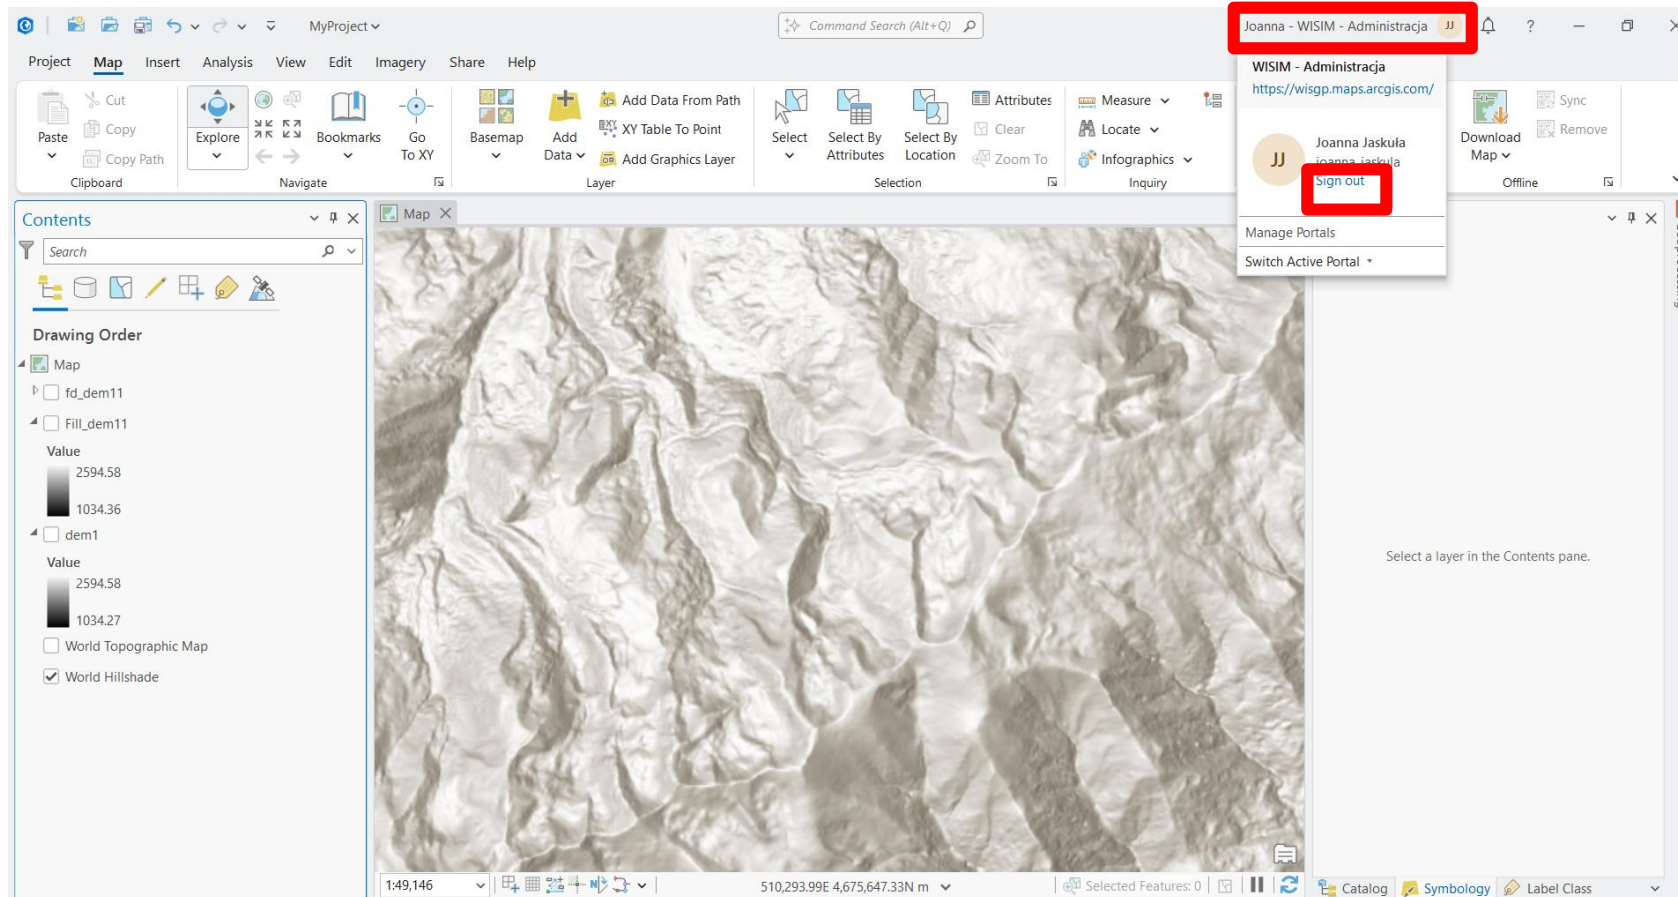 MyProject
Command Search (Alt+Q)
Joanna - WISIM - Administracja JJ
?
Project Map Insert Analysis View Edit Imagery Share Help
WISIM - Administracja
https://wisgp.maps.arcgis.com/
JJ
Joanna Jaskuła
joanna_jaskula
Sign out
Manage Portals
Switch Active Portal
Paste
Cut
Copy
Copy Path
Clipboard
Explore
Bookmarks
Go
To XY
Navigate
Basemap
Add
Data
Add Data From Path
XY Table To Point
Add Graphics Layer
Layer
Select
Select By
Attributes
Select By
Location
Attributes
Clear
Zoom To
Selection
Measure
Locate
Infographics
Inquiry
Download
Map
Sync
Remove
Offline
Contents
Search
Drawing Order
Map
fd_dem11
Fill_dem11
Value
2594.58
1034.36
dem1
Value
2594.58
1034.27
World Topographic Map
World Hillshade
Map
Select a layer in the Contents pane.
1:49,146
510,293.99E 4,675,647.33N m
Selected Features: 0
Catalog Symbology Label Class